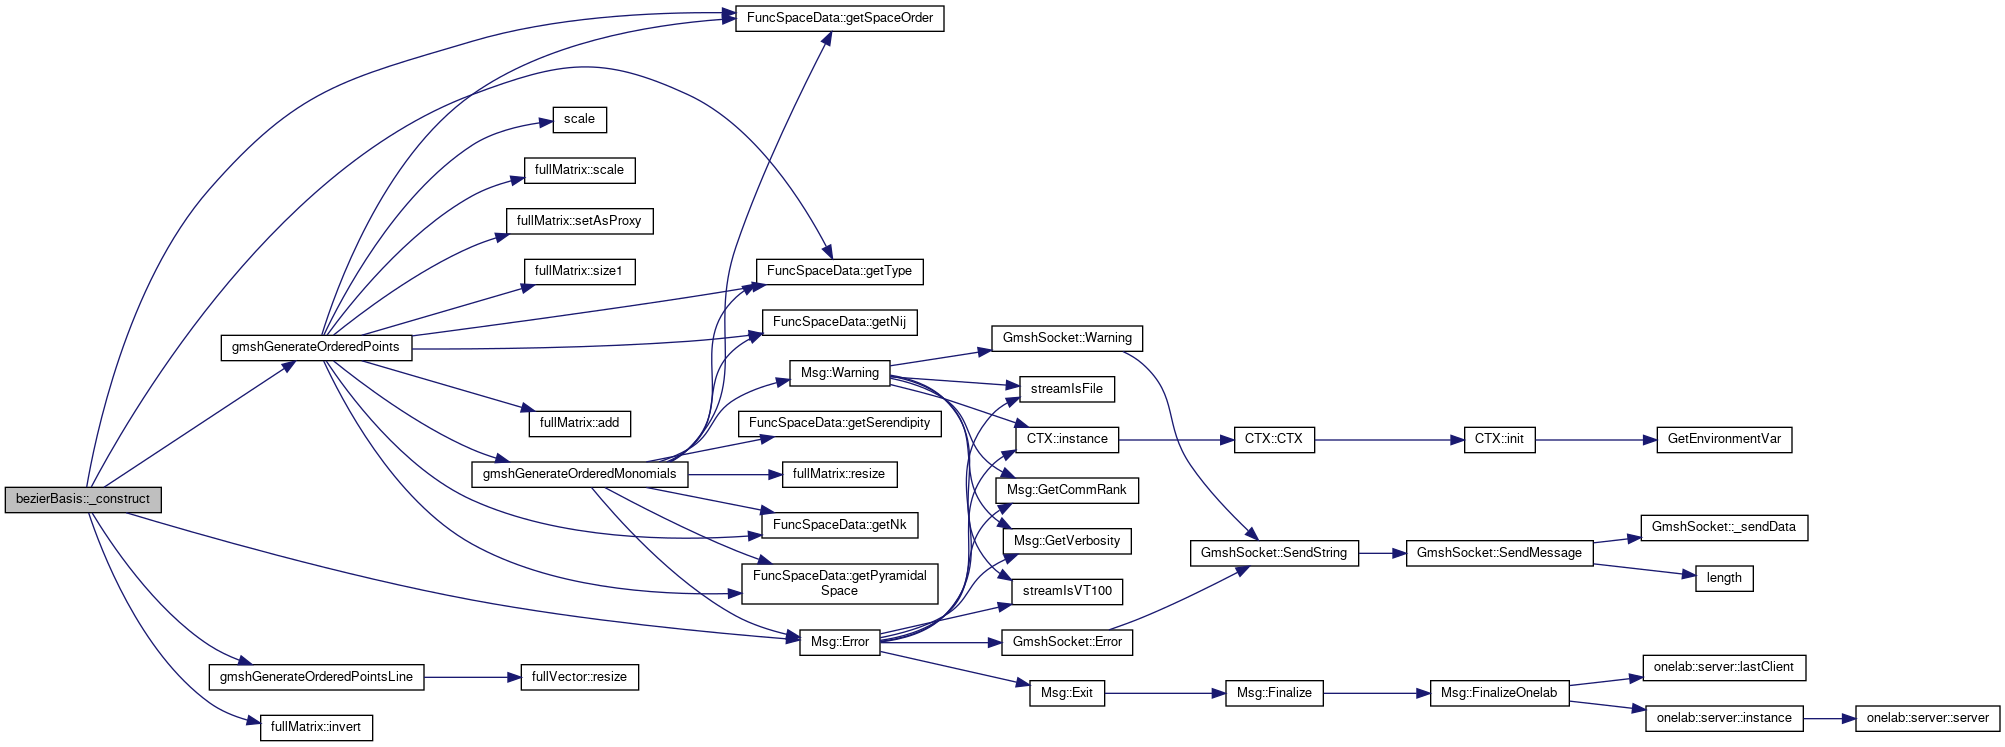 FuncSpaceData::getSpaceOrder
scale
fullMatrix::scale
fullMatrix::setAsProxy
FuncSpaceData::getType
fullMatrix::size1
FuncSpaceData::getNij
GmshSocket::Warning
gmshGenerateOrderedPoints
Msg::Warning
streamIsFile
FuncSpaceData::getSerendipity
fullMatrix::add
CTX::instance
CTX::CTX
CTX::init
GetEnvironmentVar
gmshGenerateOrderedMonomials
fullMatrix::resize
Msg::GetCommRank
bezierBasis::_construct
FuncSpaceData::getNk
GmshSocket::_sendData
Msg::GetVerbosity
GmshSocket::SendString
GmshSocket::SendMessage
FuncSpaceData::getPyramidal
Space
streamIsVT100
length
Msg::Error
GmshSocket::Error
onelab::server::lastClient
gmshGenerateOrderedPointsLine
fullVector::resize
Msg::Exit
Msg::Finalize
Msg::FinalizeOnelab
onelab::server::instance
onelab::server::server
fullMatrix::invert